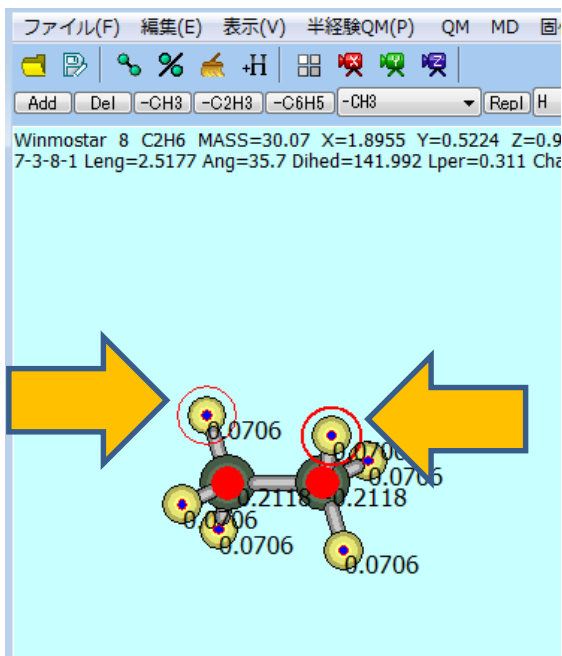 ファイル(F) 編集(E) 表示(V) 半経験QM(P) QM MD
+H X Y Z
Add Del -CH3 -C2H3 -C6H5 -CH3 Repl H
Winmostar 8 C2H6 MASS=30.07 X=1.8955 Y=0.5224 Z=0.9
7-3-8-1 Leng=2.5177 Ang=35.7 Dihed=141.992 Lper=0.311 Cha
0.0706
0.0706
0.0706
0.2118 -0.2118
0.0706
0.0706
0.0706